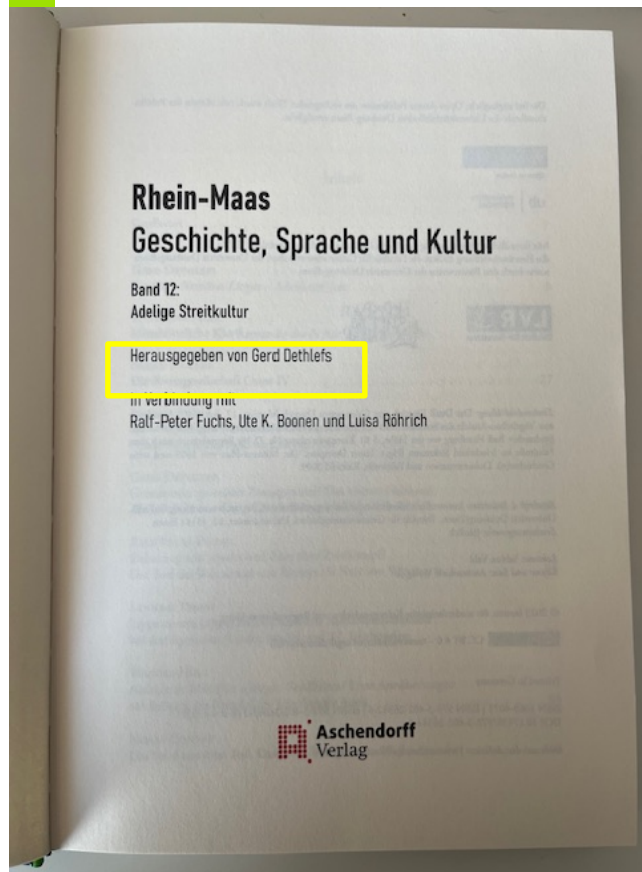 Rhein-Maas
Geschichte, Sprache und Kultur
Band 12:
Adelige Streitkultur
Herausgegeben von Gerd Dethlefs
in Verbindung mit
Ralf-Peter Fuchs, Ute K. Boonen und Luisa Röhrich
Aschendorff
Verlag